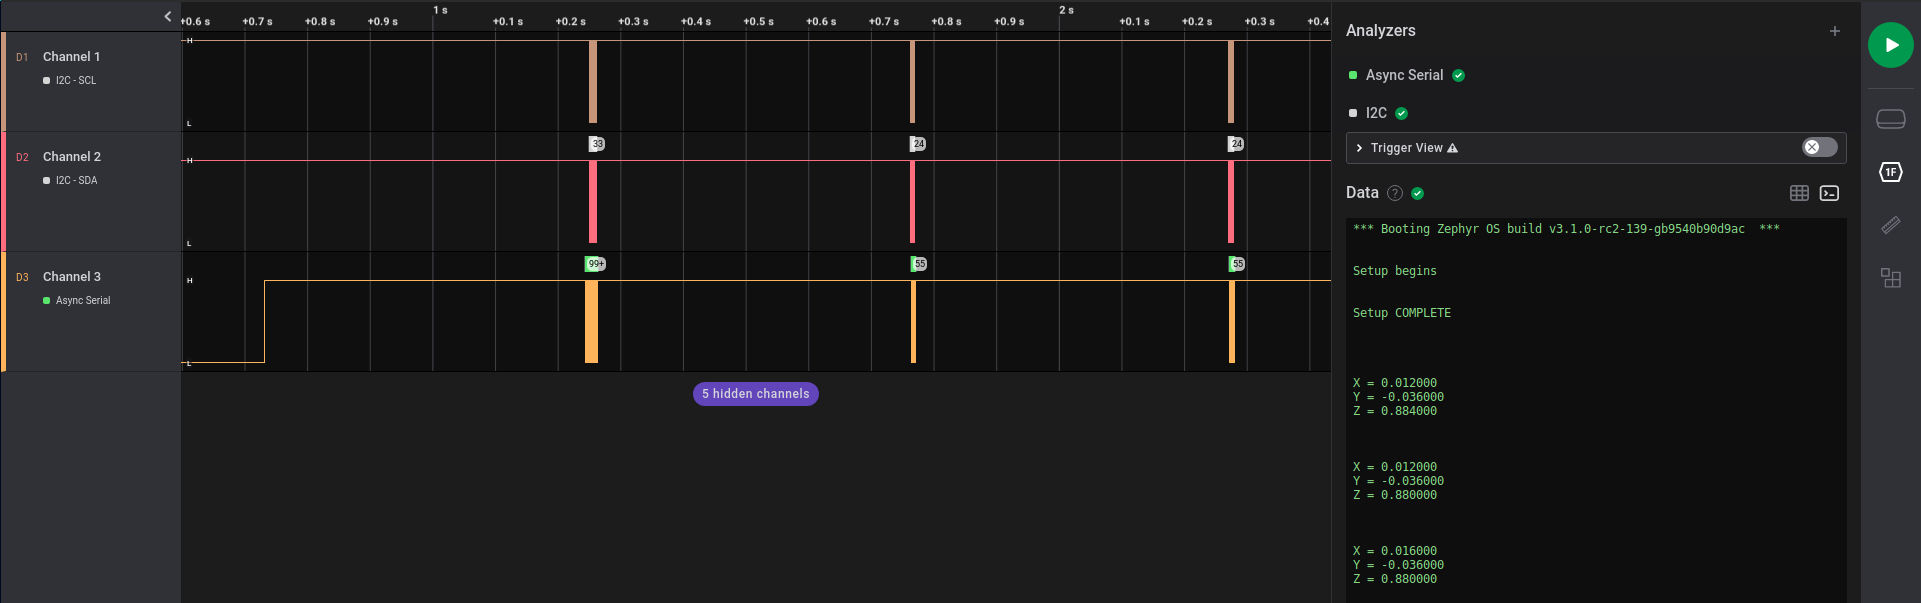 1 s
2 s
+0.6 s +0.7 s +0.8 s +0.9 s +0.1 s +0.2 s +0.3 s +0.4 s +0.5 s +0.6 s +0.7 s +0.8 s +0.9 s +0.1 s +0.2 s +0.3 s +0.4
D1 Channel 1
I2C - SCL
H
L
D2 Channel 2
I2C - SDA
33 24 24
H
L
D3 Channel 3
Async Serial
99+ 55 55
H
L
5 hidden channels
Analyzers +
Async Serial
I2C
Trigger View
Data ?
*** Booting Zephyr OS build v3.1.0-rc2-139-gb9540b90d9ac ***
Setup begins
Setup COMPLETE
X = 0.012000
Y = -0.036000
Z = 0.884000
X = 0.012000
Y = -0.036000
Z = 0.880000
X = 0.016000
Y = -0.036000
Z = 0.880000
1F